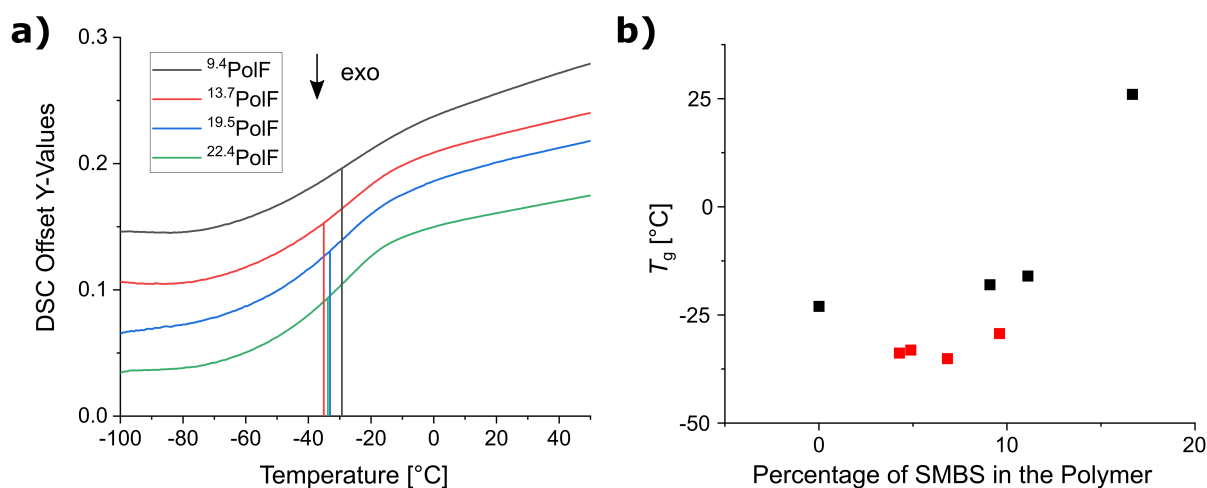 a)
DSC Offset Y-Values
0.3
0.2
0.1
0.0
⁹·⁴PolF
¹³·⁷PolF
¹⁹·⁵PolF
²²·⁴PolF
exo
-100 -80 -60 -40 -20 0 20 40
Temperature [°C]
b)
Tg [°C]
25
0
-25
-50
0 10 20
Percentage of SMBS in the Polymer